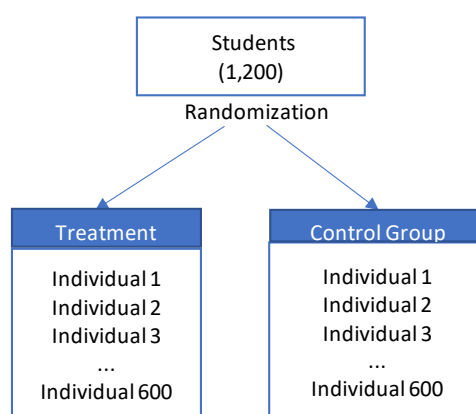 Students
(1,200)
Randomization
Treatment
Individual 1
Individual 2
Individual 3
...
Individual 600
Control Group
Individual 1
Individual 2
Individual 3
...
Individual 600